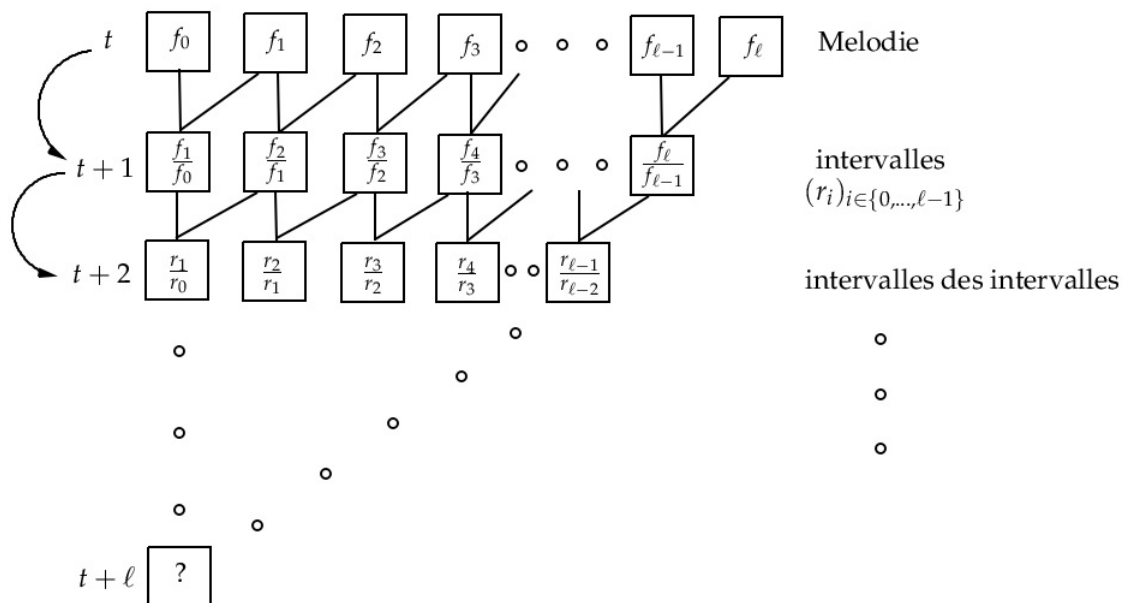 t f₀ f₁ f₂ f₃ f_{ℓ−1} f_ℓ Melodie
t + 1 f₁/f₀ f₂/f₁ f₃/f₂ f₄/f₃ f_ℓ/f_{ℓ−1} intervalles
(r_i)_{i∈{0,...,ℓ−1}}
t + 2 r₁/r₀ r₂/r₁ r₃/r₂ r₄/r₃ r_{ℓ−1}/r_{ℓ−2} intervalles des intervalles
t + ℓ ?